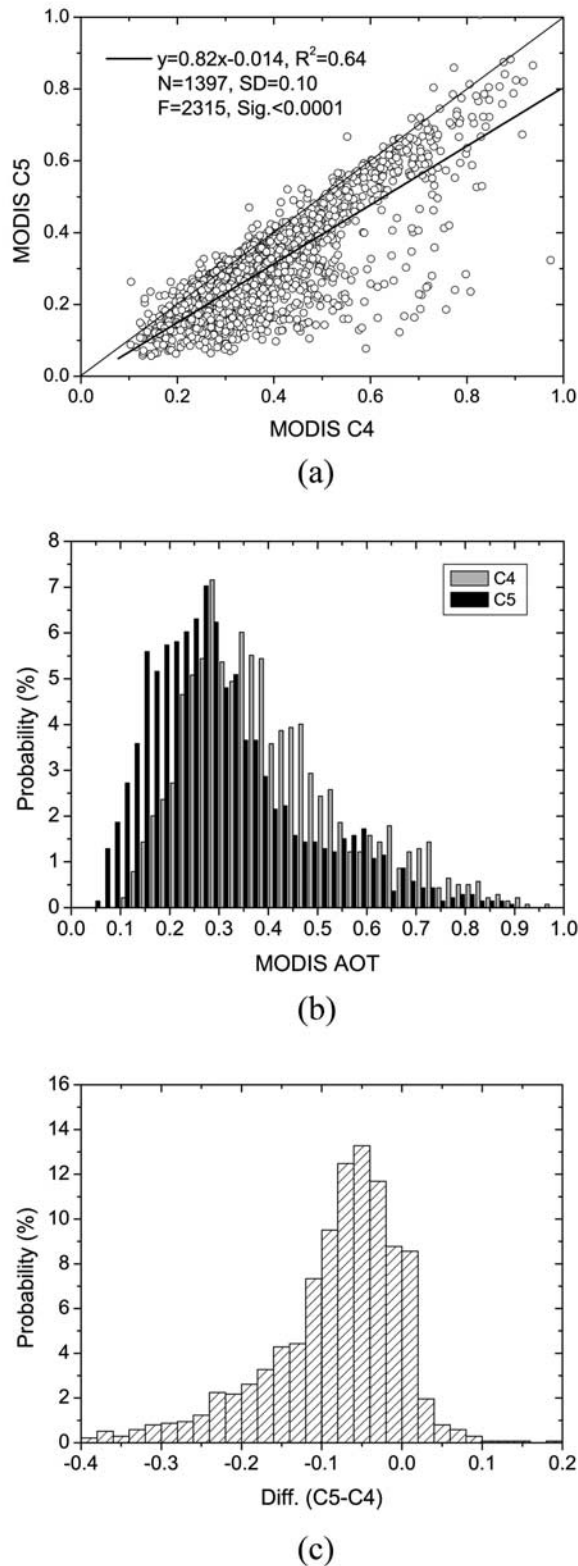 1.0
0.8
0.6
0.4
0.2
0.0
MODIS C5
y=0.82x-0.014, R²=0.64
N=1397, SD=0.10
F=2315, Sig.<0.0001
0.0 0.2 0.4 0.6 0.8 1.0
MODIS C4
(a)
8
7
6
5
4
3
2
1
0
Probability (%)
C4
C5
0.0 0.1 0.2 0.3 0.4 0.5 0.6 0.7 0.8 0.9 1.0
MODIS AOT
(b)
16
14
12
10
8
6
4
2
0
Probability (%)
-0.4 -0.3 -0.2 -0.1 0.0 0.1 0.2
Diff. (C5-C4)
(c)